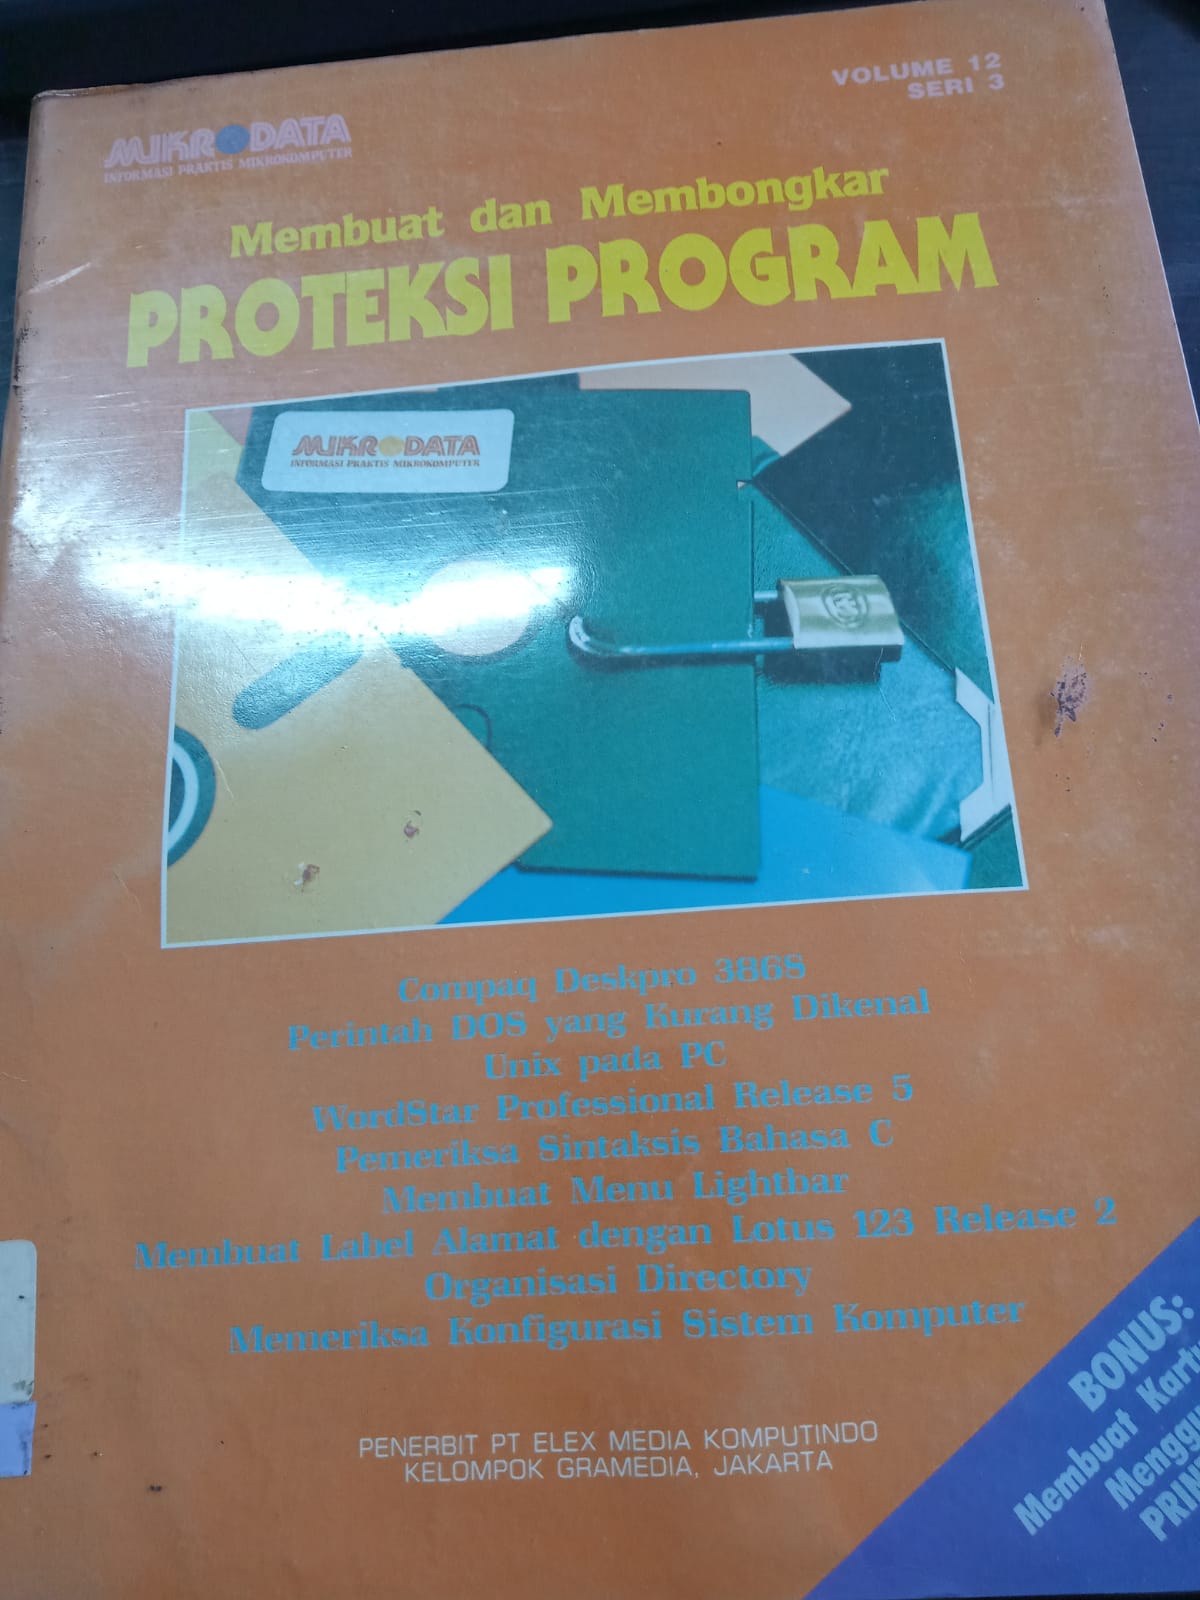 VOLUME 12
SERI 3
MIKRODATA
INFORMASI PRAKTIS MIKROKOMPUTER
Membuat dan Membongkar
PROTEKSI PROGRAM
MIKRODATA
INFORMASI PRAKTIS MIKROKOMPUTER
Compaq Deskpro 386S
Perintah DOS yang Kurang Dikenal
Unix pada PC
WordStar Professional Release 5
Pemeriksa Sintaksis Bahasa C
Membuat Menu Lightbar
Membuat Label Alamat dengan Lotus 123 Release 2
Organisasi Directory
Memeriksa Konfigurasi Sistem Komputer
PENERBIT PT ELEX MEDIA KOMPUTINDO
KELOMPOK GRAMEDIA, JAKARTA
BONUS:
Membuat